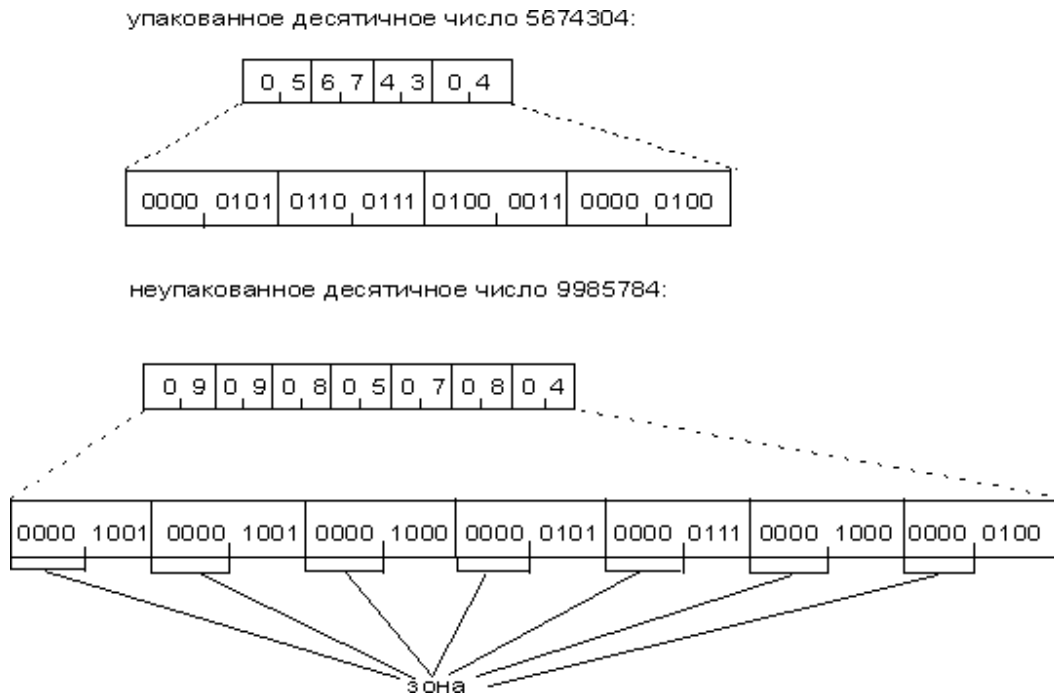 упакованное десятичное число 5674304:
0 5 6 7 4 3 0 4
0000 0101 0110 0111 0100 0011 0000 0100
неупакованное десятичное число 9985784:
0 9 0 9 0 8 0 5 0 7 0 8 0 4
0000 1001 0000 1001 0000 1000 0000 0101 0000 0111 0000 1000 0000 0100
зона